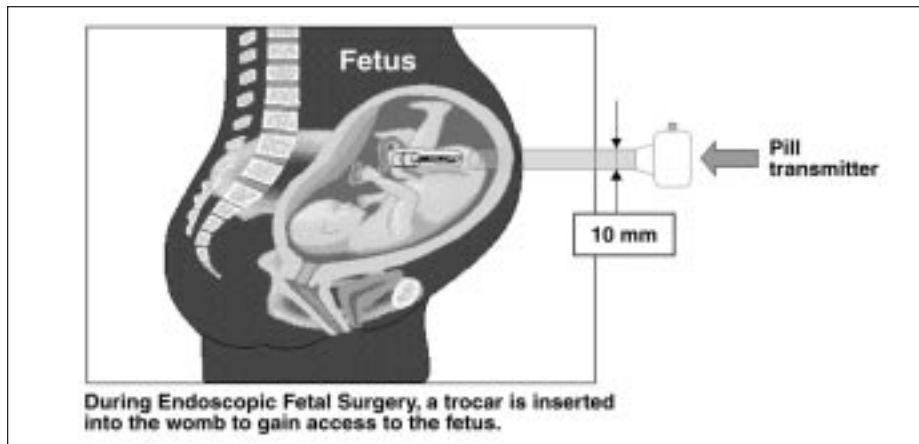 Fetus
Pill
transmitter
10 mm
During Endoscopic Fetal Surgery, a trocar is inserted
into the womb to gain access to the fetus.